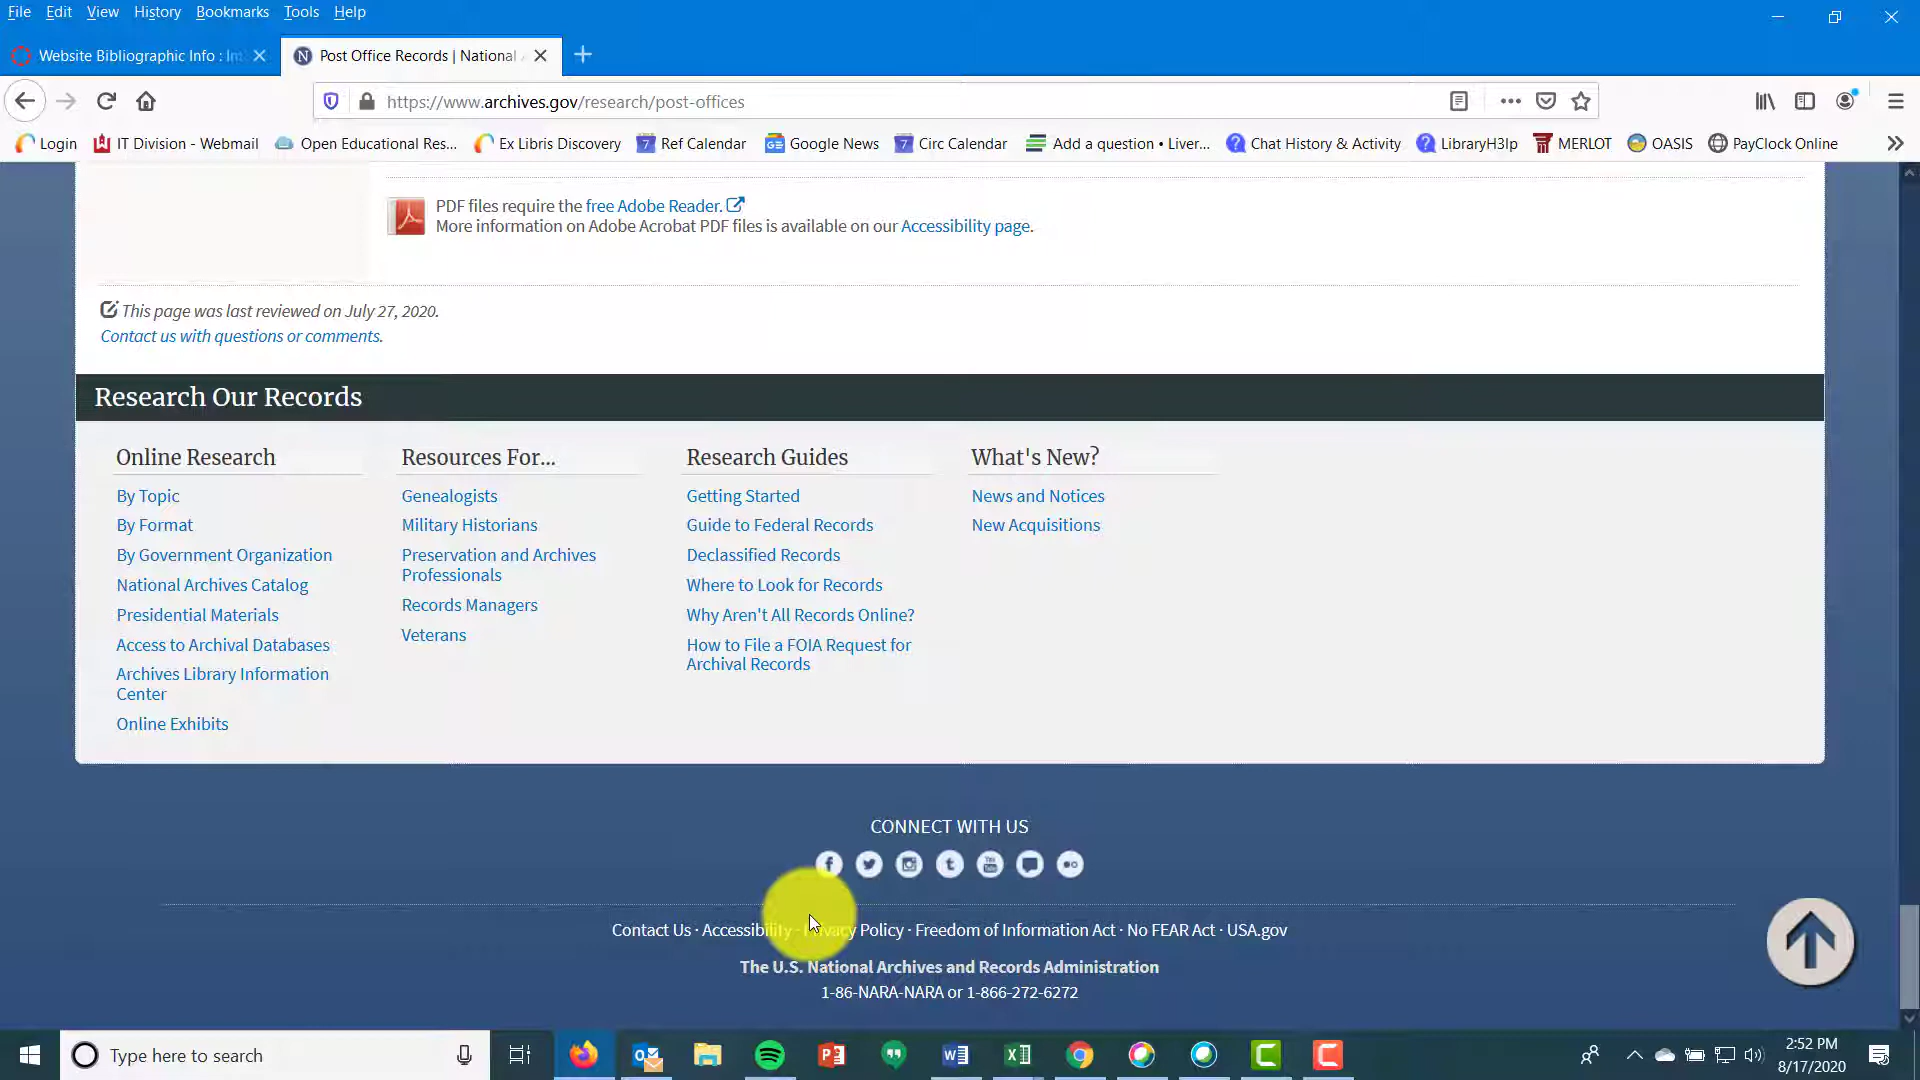 File Edit View History Bookmarks Tools Help
Website Bibliographic Info : Im
Post Office Records | National
https://www.archives.gov/research/post-offices
Login IT Division - Webmail Open Educational Res... Ex Libris Discovery Ref Calendar Google News Circ Calendar Add a question • Liver... Chat History & Activity LibraryH3lp MERLOT OASIS PayClock Online
PDF files require the free Adobe Reader.
More information on Adobe Acrobat PDF files is available on our Accessibility page.
This page was last reviewed on July 27, 2020.
Contact us with questions or comments.
Research Our Records
Online Research
By Topic
By Format
By Government Organization
National Archives Catalog
Presidential Materials
Access to Archival Databases
Archives Library Information
Center
Online Exhibits
Resources For...
Genealogists
Military Historians
Preservation and Archives
Professionals
Records Managers
Veterans
Research Guides
Getting Started
Guide to Federal Records
Declassified Records
Where to Look for Records
Why Aren't All Records Online?
How to File a FOIA Request for
Archival Records
What's New?
News and Notices
New Acquisitions
CONNECT WITH US
Contact Us · Accessibility · Privacy Policy · Freedom of Information Act · No FEAR Act · USA.gov
The U.S. National Archives and Records Administration
1-86-NARA-NARA or 1-866-272-6272
Type here to search
2:52 PM
8/17/2020